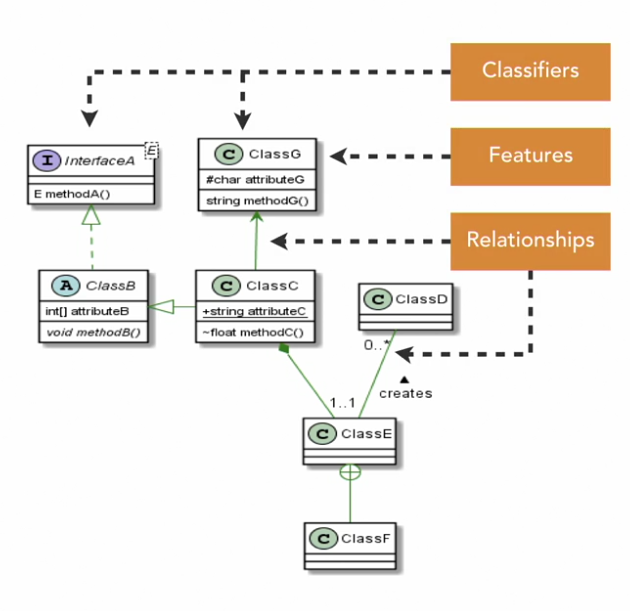 Classifiers
E
I InterfaceA
E methodA()
C ClassG
#char attributeG
string methodG()
Features
Relationships
A ClassB
int[] attributeB
void methodB()
C ClassC
+string attributeC
~float methodC()
C ClassD
0..*
creates
1..1
C ClassE
C ClassF